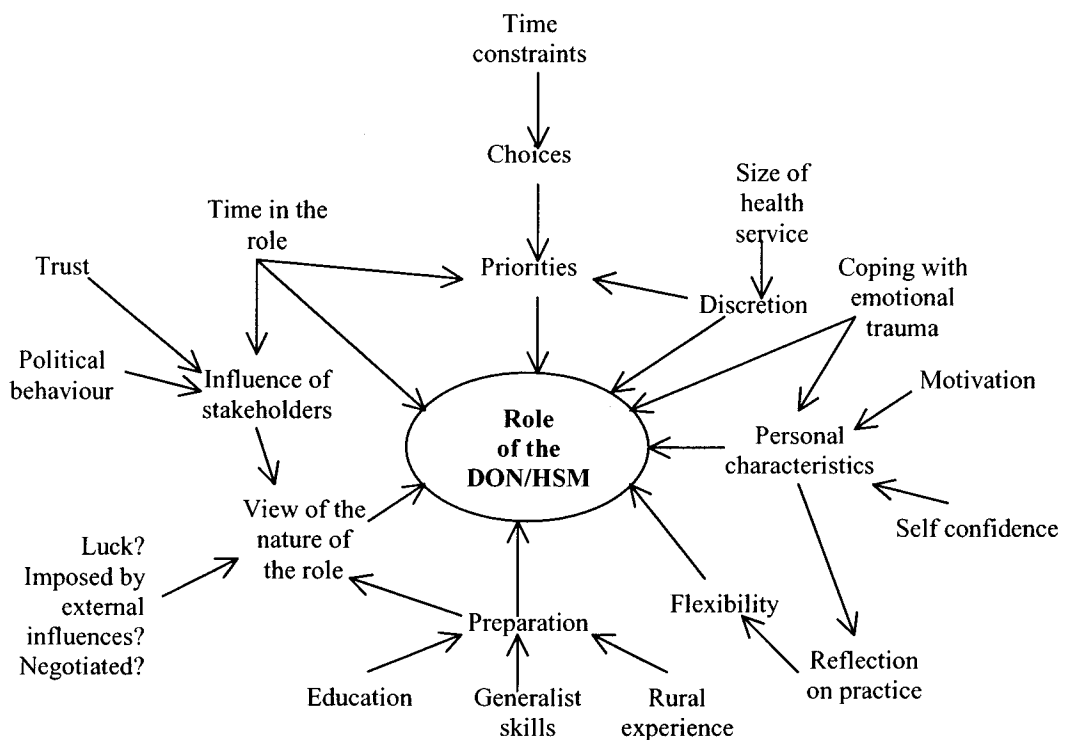 Time
constraints
Choices
Size of
health
service
Time in the
role
Trust
Priorities
Discretion
Coping with
emotional
trauma
Political
behaviour
Influence of
stakeholders
Motivation
Role
of the
DON/HSM
Personal
characteristics
View of the
nature of
the role
Self confidence
Luck?
Imposed by
external
influences?
Negotiated?
Flexibility
Preparation
Reflection
on practice
Education
Generalist
skills
Rural
experience